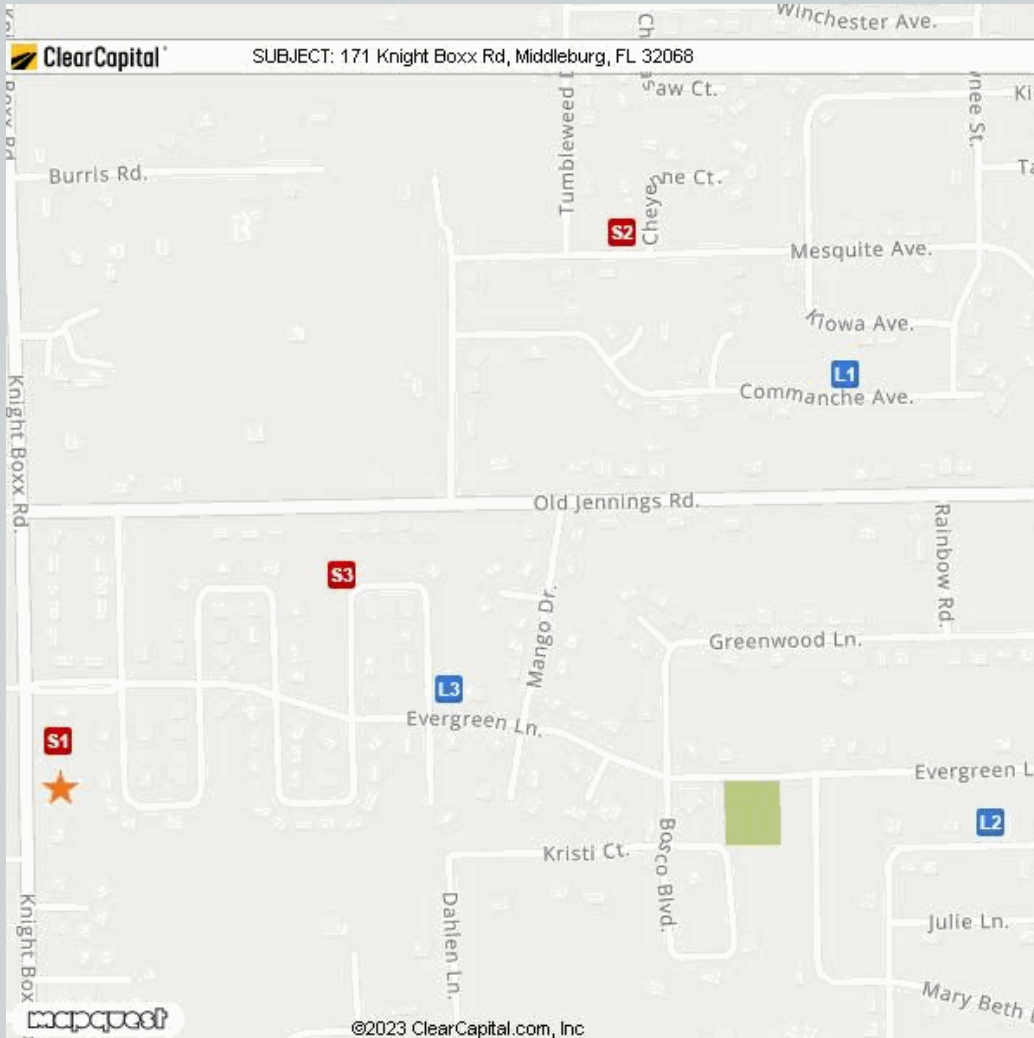 Winchester Ave.
ClearCapital
SUBJECT: 171 Knight Boxx Rd, Middleburg, FL 32068
Burris Rd.
Tumbleweed
Cheyenne Ct.
S2
Mesquite Ave.
Kiowa Ave.
L1
Commanche Ave.
Knight Boxx Rd.
Old Jennings Rd.
Rainbow Rd.
S3
Mango Dr.
Greenwood Ln.
L3
Evergreen Ln.
S1
Evergreen L
L2
Kristi Ct.
Bosco Blvd.
Knight Box
Dahlen Ln.
Julie Ln.
Mary Beth
mapquest
©2023 ClearCapital.com, Inc